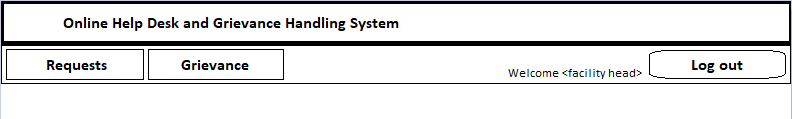 Online Help Desk and Grievance Handling System
Requests
Grievance
Welcome <facility head>
Log out